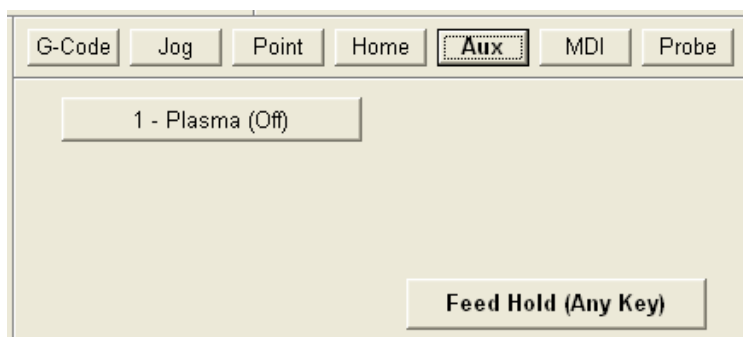 G-Code Jog Point Home Aux MDI Probe
1 - Plasma (Off)
Feed Hold (Any Key)